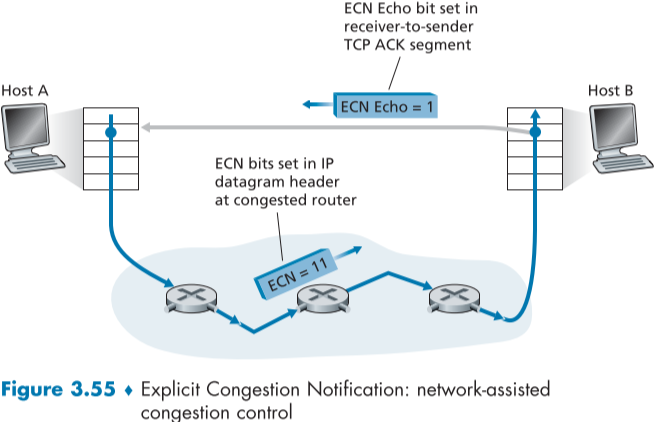 ECN Echo bit set in
receiver-to-sender
TCP ACK segment
Host A
Host B
ECN Echo = 1
ECN bits set in IP
datagram header
at congested router
ECN = 11
Figure 3.55 ♦ Explicit Congestion Notification: network-assisted
congestion control